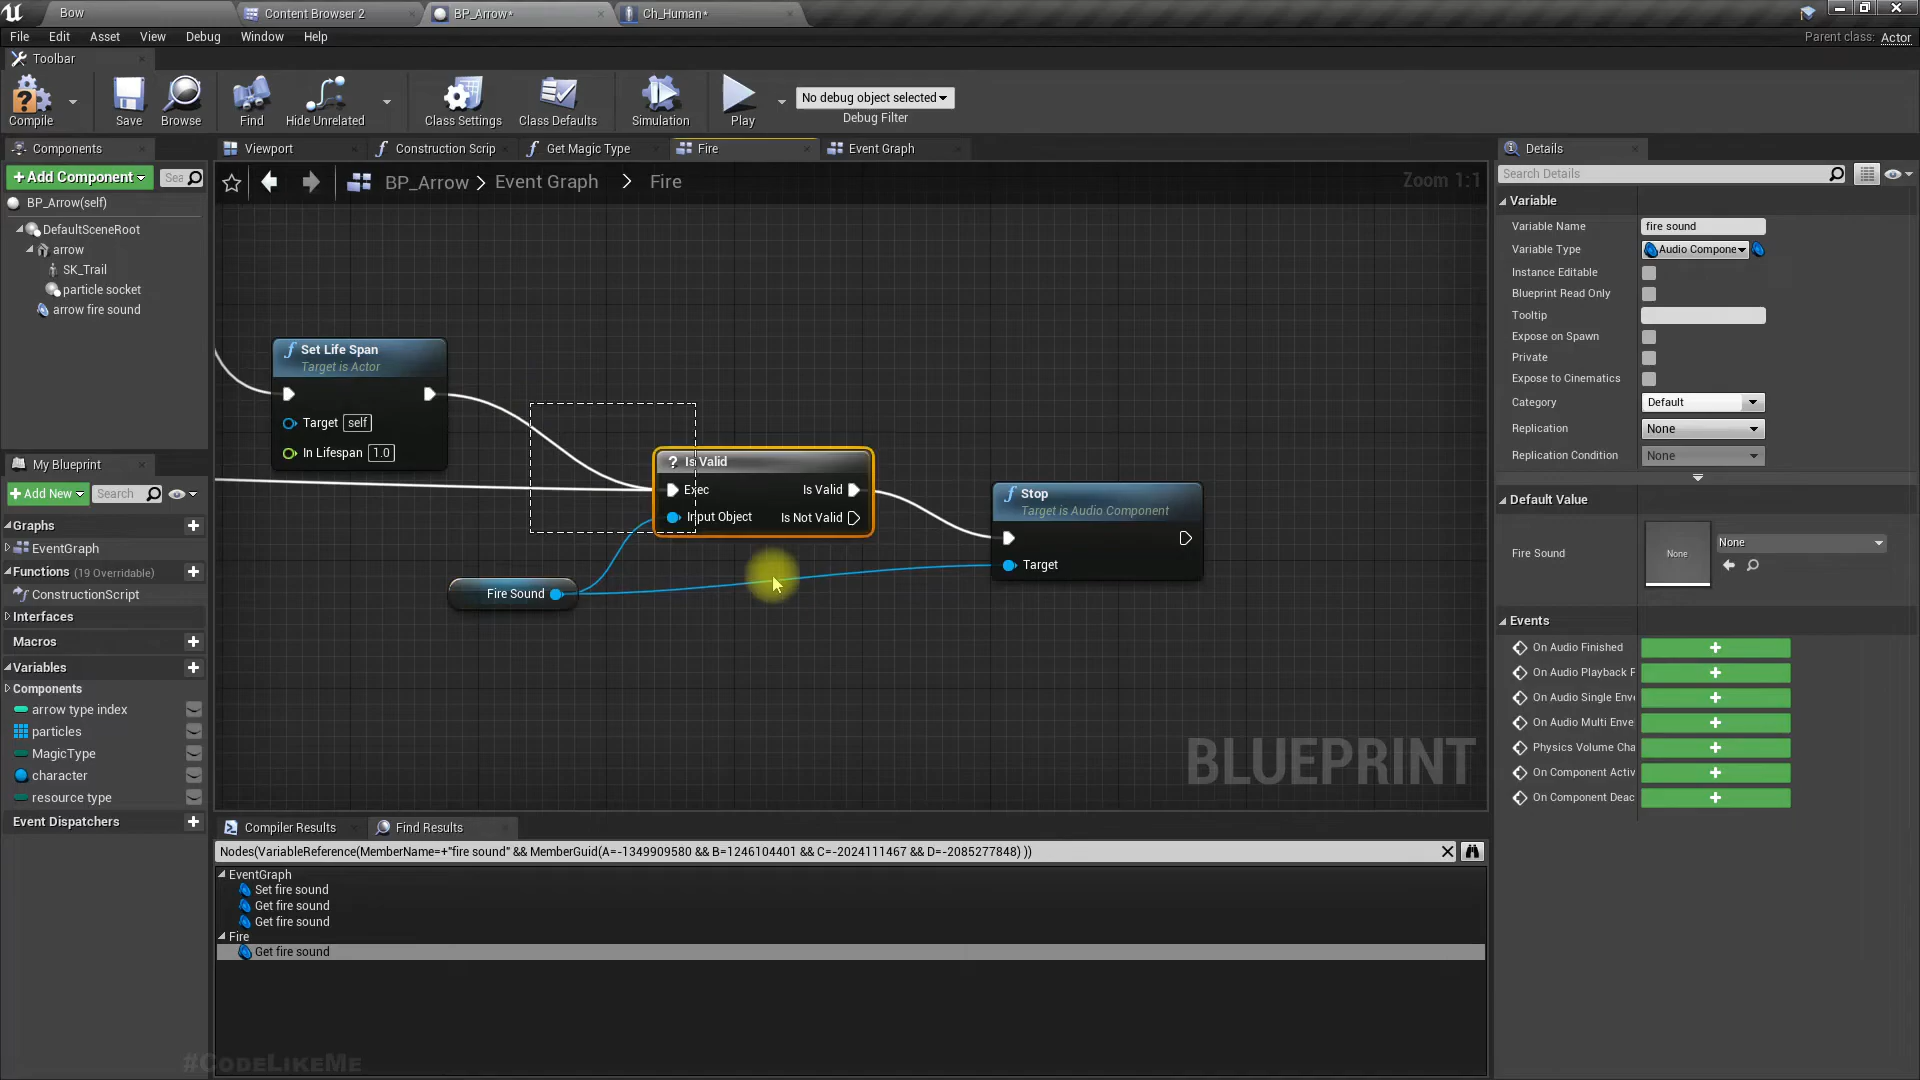 Bow
Content Browser 2
BP_Arrow*
Ch_Human*
File Edit Asset View Debug Window Help
Parent class: Actor
Toolbar
Compile
Save
Browse
Find
Hide Unrelated
Class Settings
Class Defaults
Simulation
Play
No debug object selected
Debug Filter
Components
+Add Component
Sea
BP_Arrow(self)
DefaultSceneRoot
arrow
SK_Trail
particle socket
arrow fire sound
My Blueprint
+Add New
Search
Graphs
EventGraph
Functions (19 Overridable)
ConstructionScript
Interfaces
Macros
Variables
Components
arrow type index
particles
MagicType
character
resource type
Event Dispatchers
Viewport
Construction Scrip
Get Magic Type
Fire
Event Graph
BP_Arrow > Event Graph > Fire
Zoom 1:1
Set Life Span
Target is Actor
Target self
In Lifespan 1.0
? Is Valid
Exec Is Valid
Input Object Is Not Valid
Fire Sound
Stop
Target is Audio Component
Target
BLUEPRINT
Compiler Results
Find Results
Nodes(VariableReference(MemberName=+"fire sound" && MemberGuid(A=-1349909580 && B=1246104401 && C=-2024111467 && D=-2085277848) ))
EventGraph
Set fire sound
Get fire sound
Get fire sound
Fire
Get fire sound
#CodeLikeMe
Details
Search Details
Variable
Variable Name fire sound
Variable Type Audio Compone
Instance Editable
Blueprint Read Only
Tooltip
Expose on Spawn
Private
Expose to Cinematics
Category Default
Replication None
Replication Condition None
Default Value
Fire Sound None None
Events
On Audio Finished
On Audio Playback F
On Audio Single Enve
On Audio Multi Enve
Physics Volume Cha
On Component Activ
On Component Deac